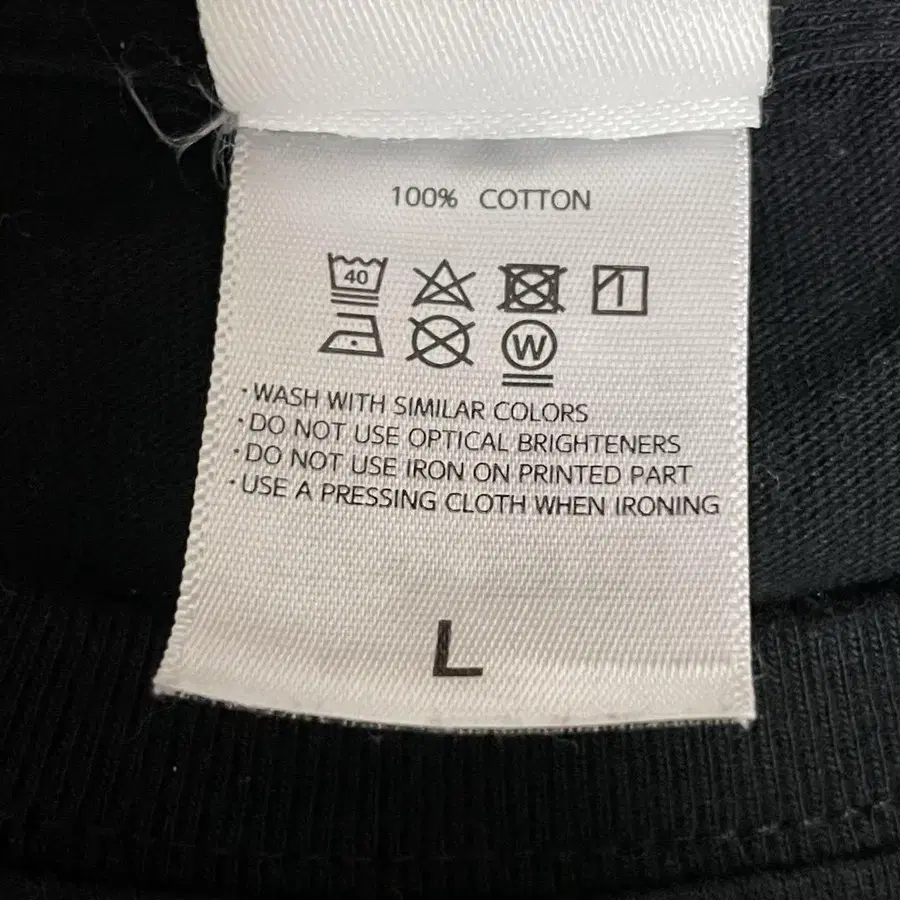 100% COTTON
40
W
·WASH WITH SIMILAR COLORS
·DO NOT USE OPTICAL BRIGHTENERS
·DO NOT USE IRON ON PRINTED PART
·USE A PRESSING CLOTH WHEN IRONING
L